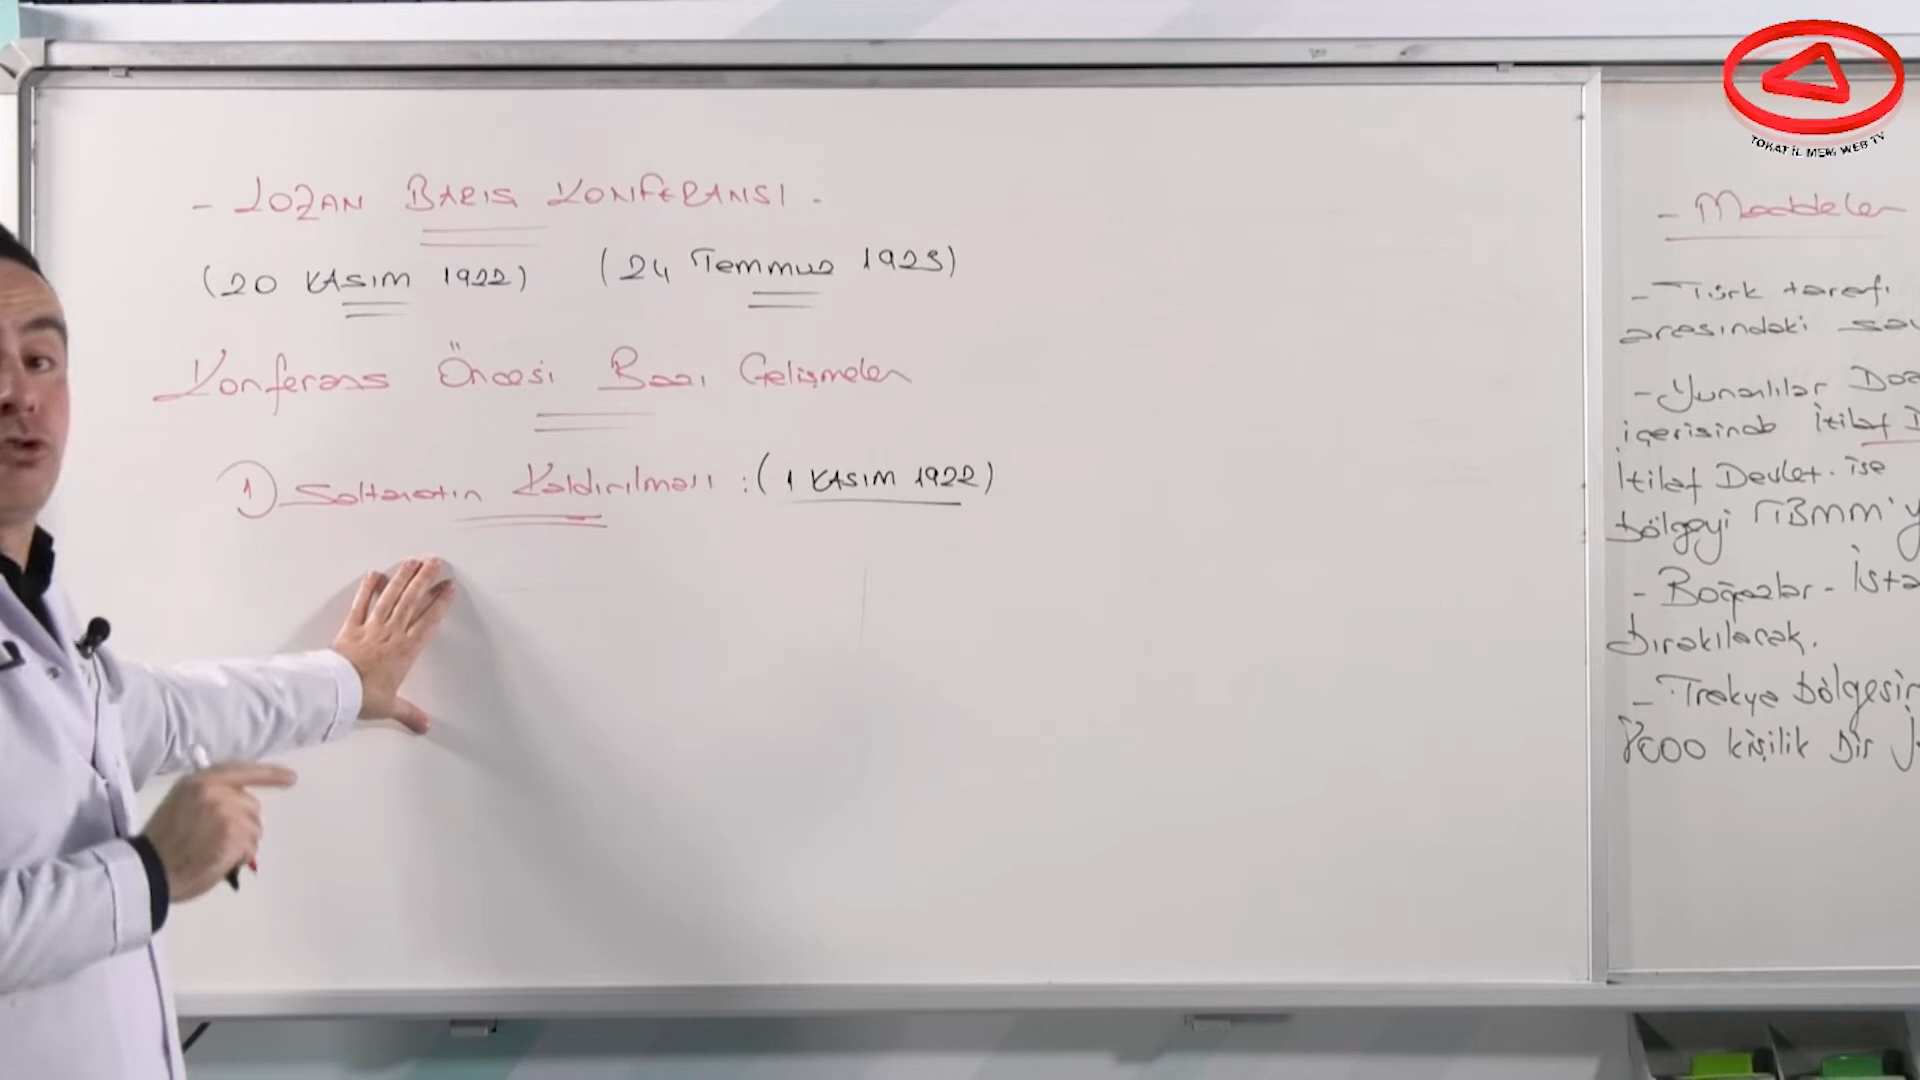 - LOZAN BARIŞ KONFERANSI -
(20 KASIM 1922) (24 Temmuz 1923)
Konferans Öncesi Bazı Gelişmeler
1) Saltanatın Kaldırılması : (1 KASIM 1922)
TOKAT İL MEM WEB TV
- Maddeler
- Türk tarafı
arasındaki
- Yunanlılar
içerisinde İtilaf
İtilaf Devlet. ise
bölgeyi TBMM'
- Boğazlar -
bırakılacak.
- Trakya
8000 kişilik bir